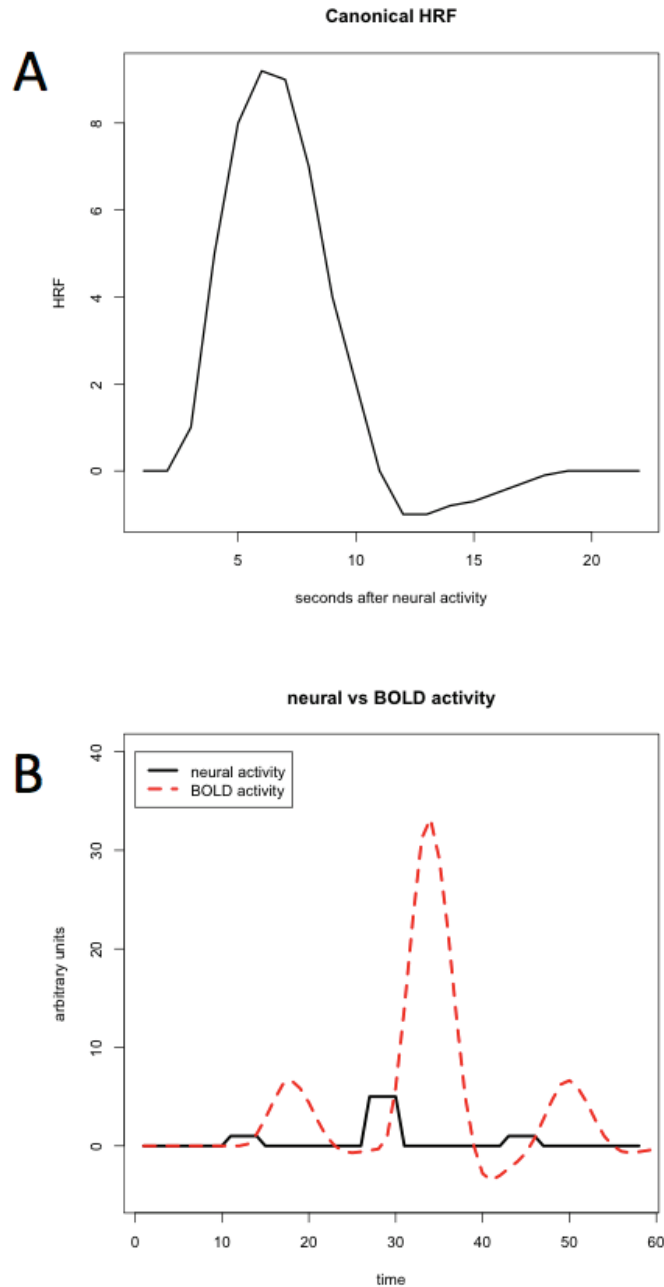 Canonical HRF
A
HRF
8
6
4
2
0
5
10
15
20
seconds after neural activity
neural vs BOLD activity
B
neural activity
BOLD activity
arbitrary units
40
30
20
10
0
0
10
20
30
40
50
60
time